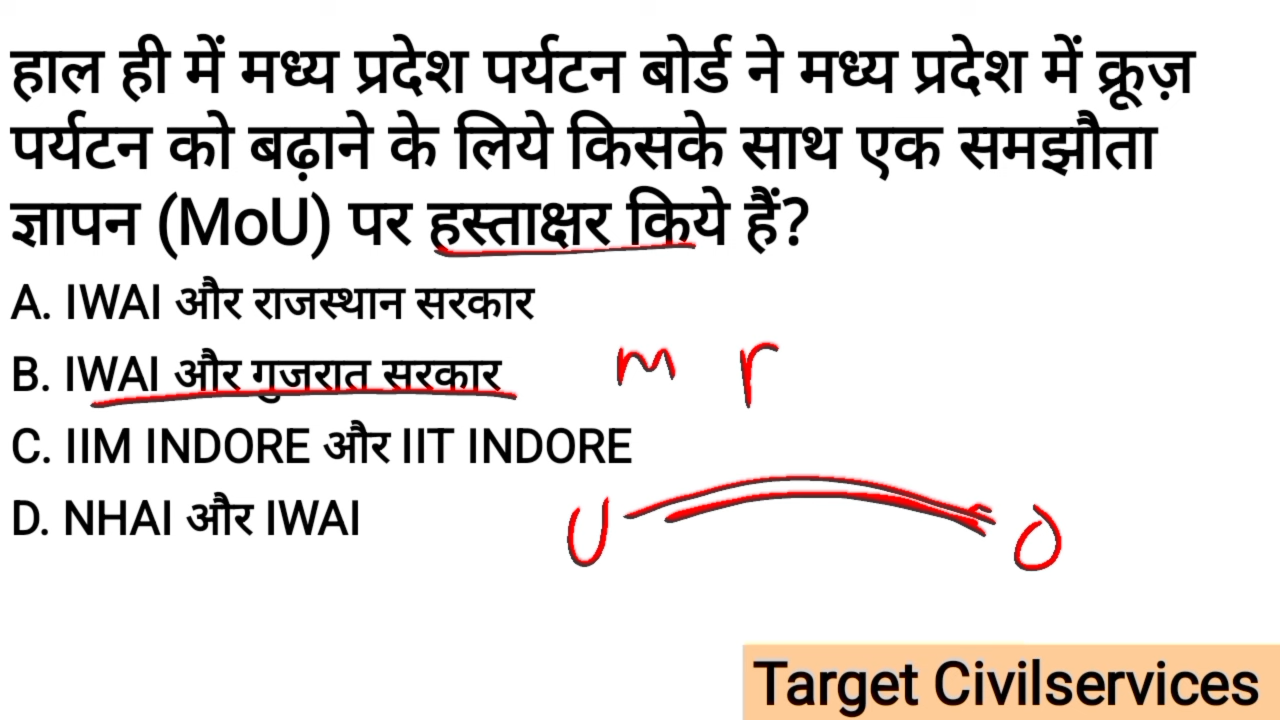 हाल ही में मध्य प्रदेश पर्यटन बोर्ड ने मध्य प्रदेश में क्रूज़
पर्यटन को बढ़ाने के लिये किसके साथ एक समझौता
ज्ञापन (MoU) पर हस्ताक्षर किये हैं?
A. IWAI और राजस्थान सरकार
B. IWAI और गुजरात सरकार
m r
C. IIM INDORE और IIT INDORE
D. NHAI और IWAI
U O
Target Civilservices